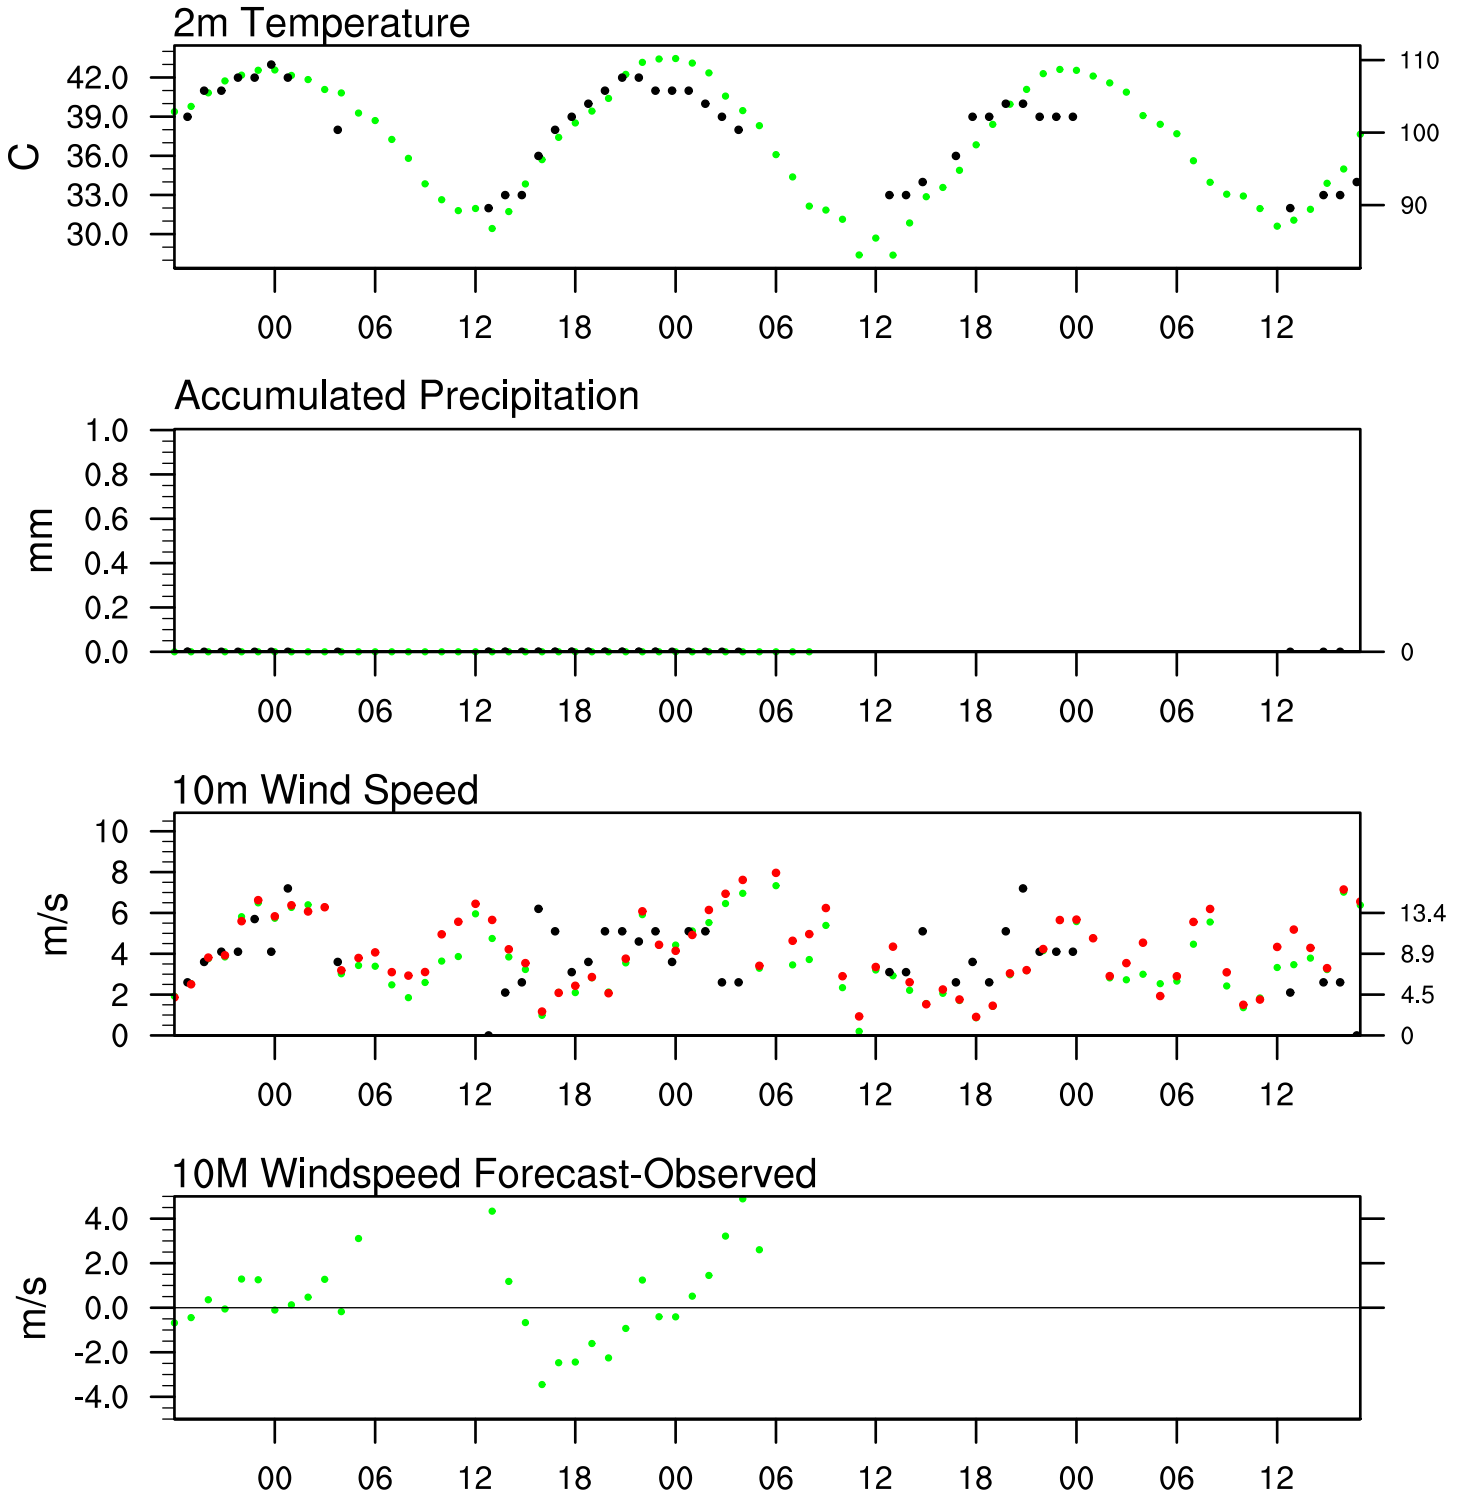 2m Temperature
42.0
39.0
36.0
33.0
30.0
C
110
100
90
00 06 12 18 00 06 12 18 00 06 12
Accumulated Precipitation
1.0
0.8
0.6
0.4
0.2
0.0
mm
0
00 06 12 18 00 06 12 18 00 06 12
10m Wind Speed
10
8
6
4
2
0
m/s
13.4
8.9
4.5
0
00 06 12 18 00 06 12 18 00 06 12
10M Windspeed Forecast-Observed
4.0
2.0
0.0
-2.0
-4.0
m/s
00 06 12 18 00 06 12 18 00 06 12